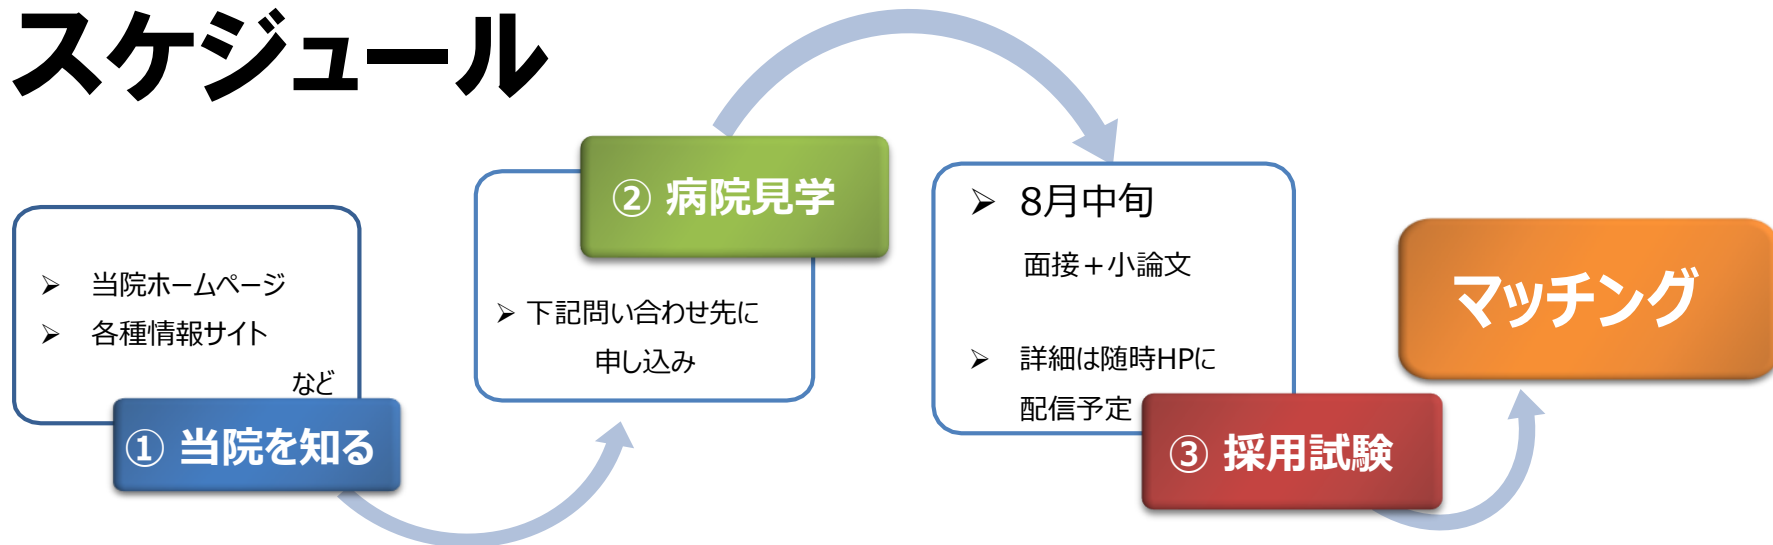 スケジュール
➢ 当院ホームページ
➢ 各種情報サイト
など
① 当院を知る
② 病院見学
➢ 下記問い合わせ先に
申し込み
➢ 8月中旬
面接＋小論文
➢ 詳細は随時HPに
配信予定
③ 採用試験
マッチング